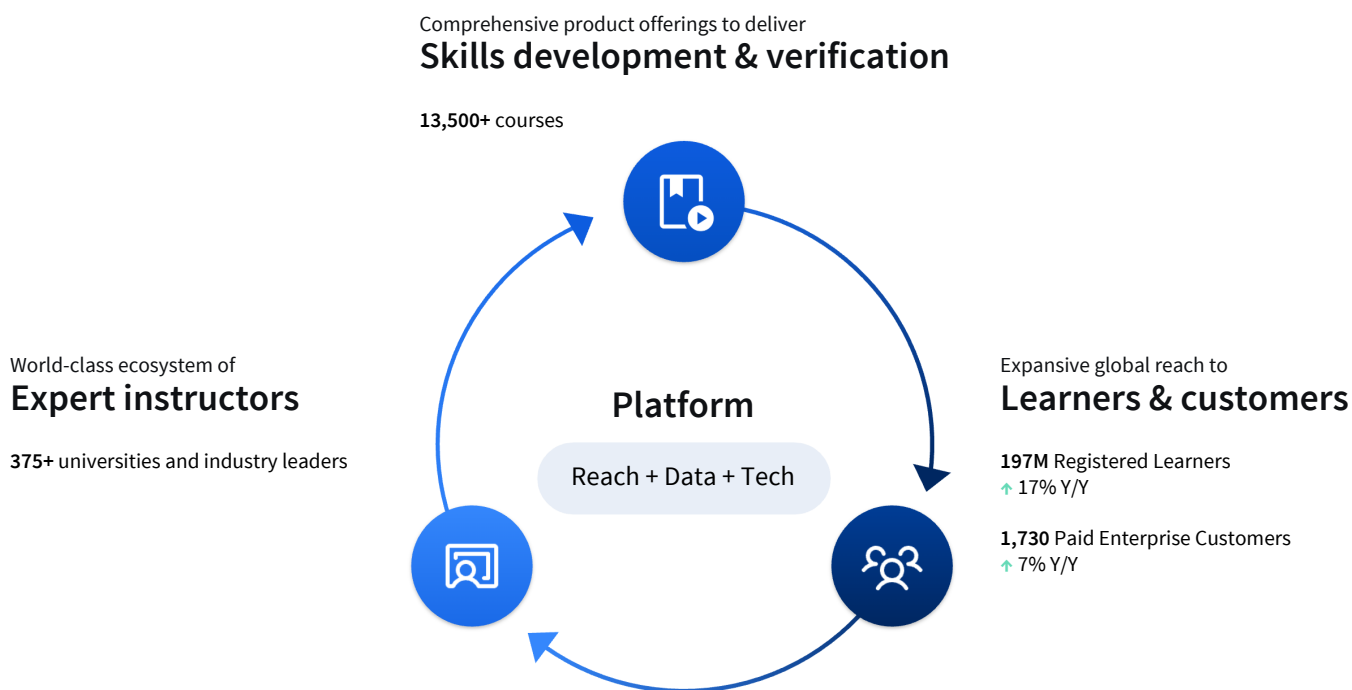 Comprehensive product offerings to deliver
Skills development & verification
13,500+ courses
World-class ecosystem of
Expert instructors
375+ universities and industry leaders
Platform
Reach + Data + Tech
Expansive global reach to
Learners & customers
197M Registered Learners
↑ 17% Y/Y
1,730 Paid Enterprise Customers
↑ 7% Y/Y